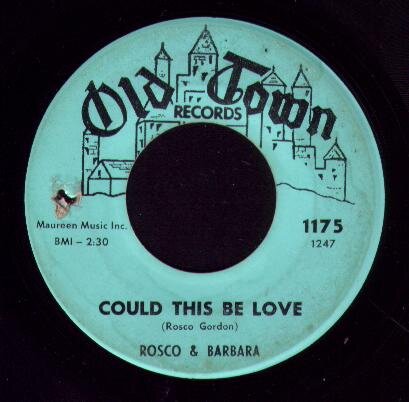 Old Town
RECORDS
Maureen Music Inc.
BMI - 2:30
1175
1247
COULD THIS BE LOVE
(Rosco Gordon)
ROSCO & BARBARA